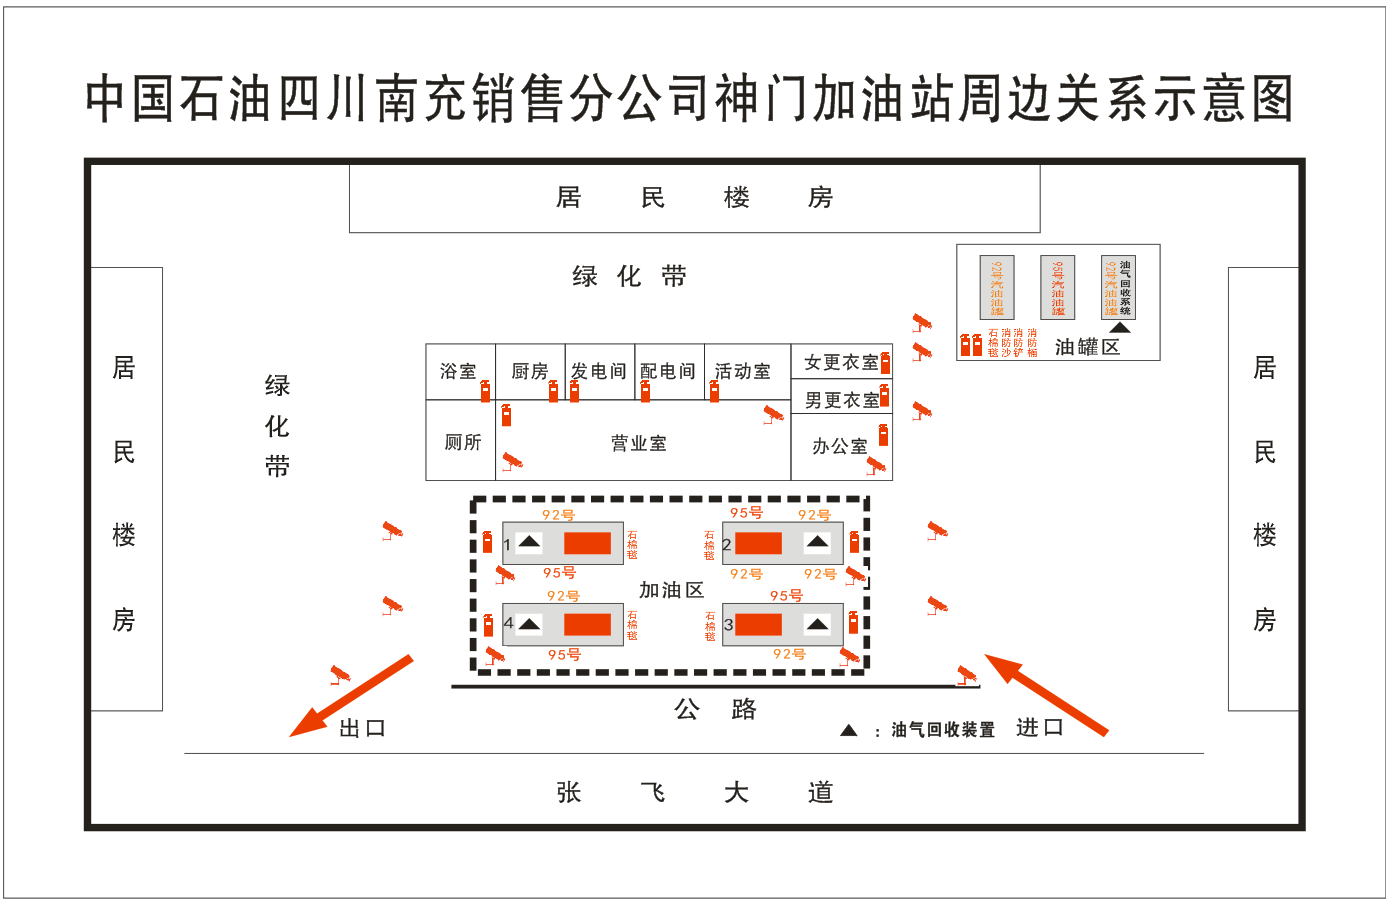 中国石油四川南充销售分公司神门加油站周边关系示意图
居民楼房
绿化带
92#汽油油罐
95#汽油油罐
92#汽油油罐
油气回收系统
石棉毯
消防沙
消防铲
消防桶
油罐区
居民楼房
绿化带
浴室
厨房
发电间
配电间
活动室
女更衣室
男更衣室
厕所
营业室
办公室
居民楼房
92号
95号
92号
1
石棉毯
石棉毯
2
95号
92号
92号
加油区
92号
95号
4
石棉毯
石棉毯
3
95号
92号
公路
出口
▲：油气回收装置
进口
张飞大道